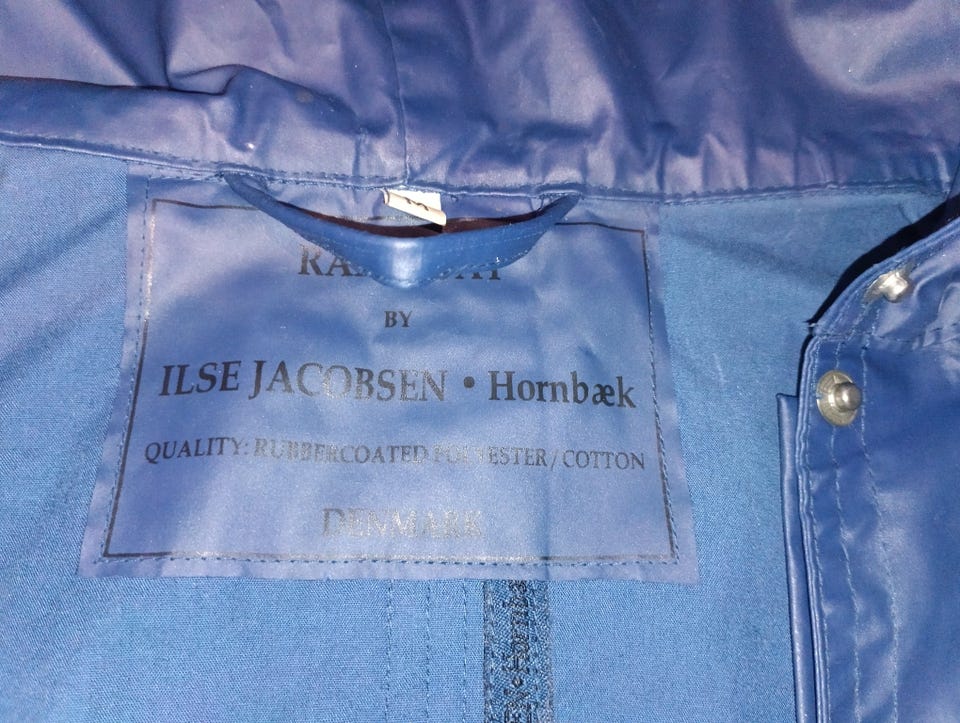 BY
ILSE JACOBSEN • Hornbæk
QUALITY: RUBBERCOATED POLYESTER/COTTON
DENMARK